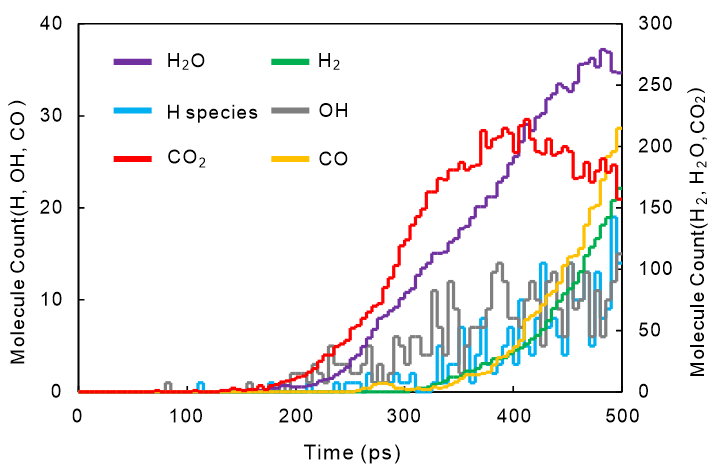 40
30
20
10
0
300
250
200
150
100
50
0
0
100
200
300
400
500
H₂O
H₂
H species
OH
CO₂
CO
Molecule Count(H, OH, CO)
Molecule Count(H₂, H₂O,CO₂)
Time (ps)